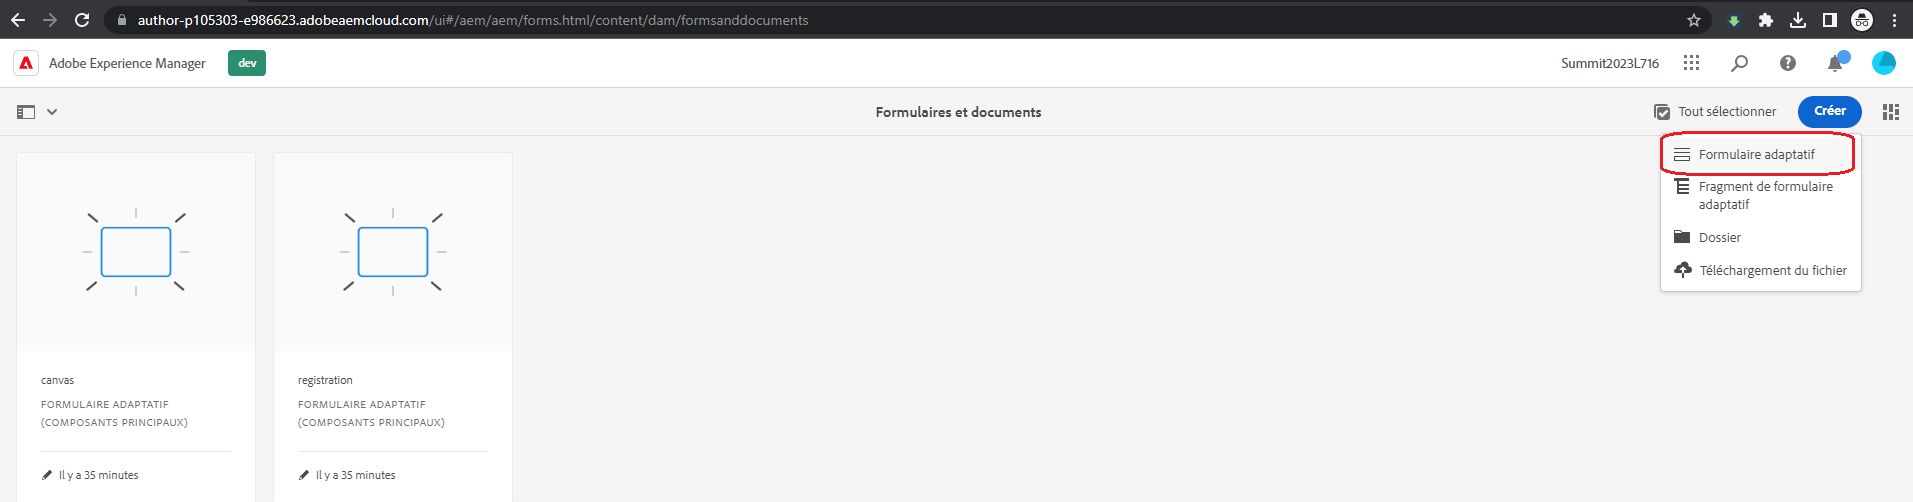 author-p105303-e986623.adobeaemcloud.com/ui#/aem/aem/forms.html/content/dam/formsanddocuments
Adobe Experience Manager
dev
Summit2023L716
Formulaires et documents
Tout sélectionner
Créer
Formulaire adaptatif
Fragment de formulaire
adaptatif
Dossier
Téléchargement du fichier
canvas
FORMULAIRE ADAPTATIF
(COMPOSANTS PRINCIPAUX)
Il y a 35 minutes
registration
FORMULAIRE ADAPTATIF
(COMPOSANTS PRINCIPAUX)
Il y a 35 minutes